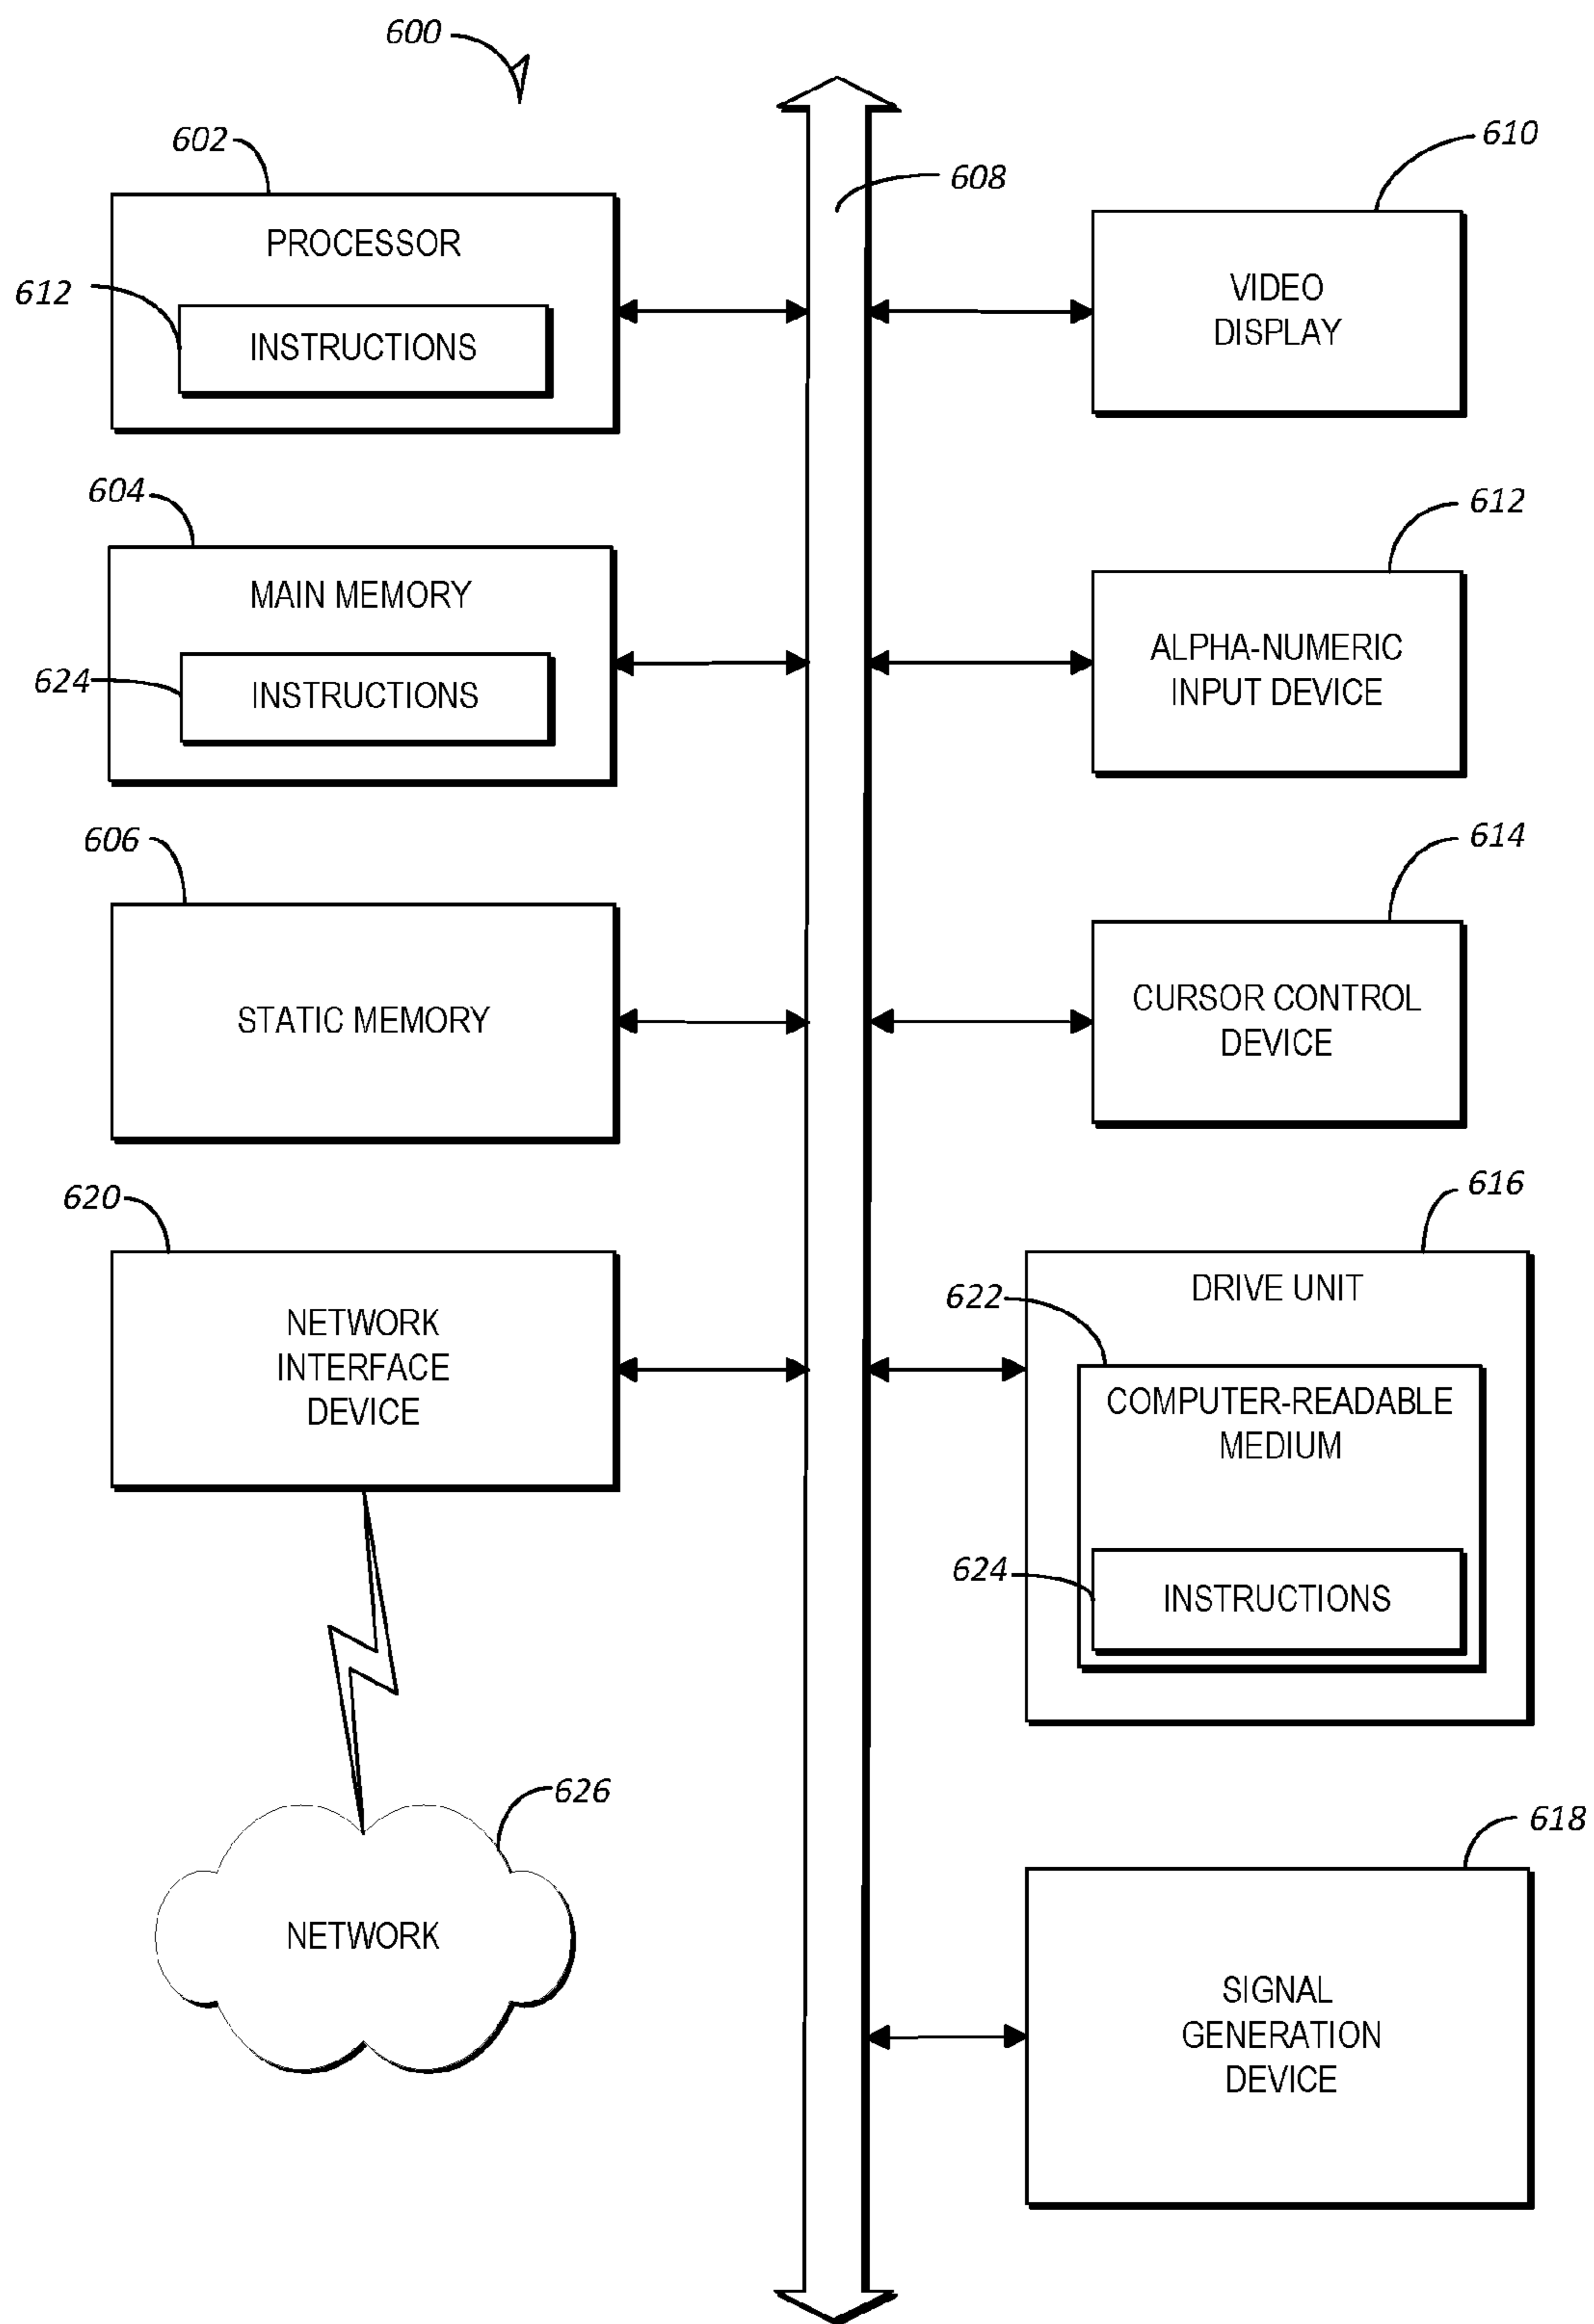 600
602
608
610
PROCESSOR
612
INSTRUCTIONS
VIDEO
DISPLAY
604
612
MAIN MEMORY
624
INSTRUCTIONS
ALPHA-NUMERIC
INPUT DEVICE
606
614
STATIC MEMORY
CURSOR CONTROL
DEVICE
620
616
NETWORK
INTERFACE
DEVICE
DRIVE UNIT
622
COMPUTER-READABLE
MEDIUM
624
INSTRUCTIONS
626
NETWORK
618
SIGNAL
GENERATION
DEVICE